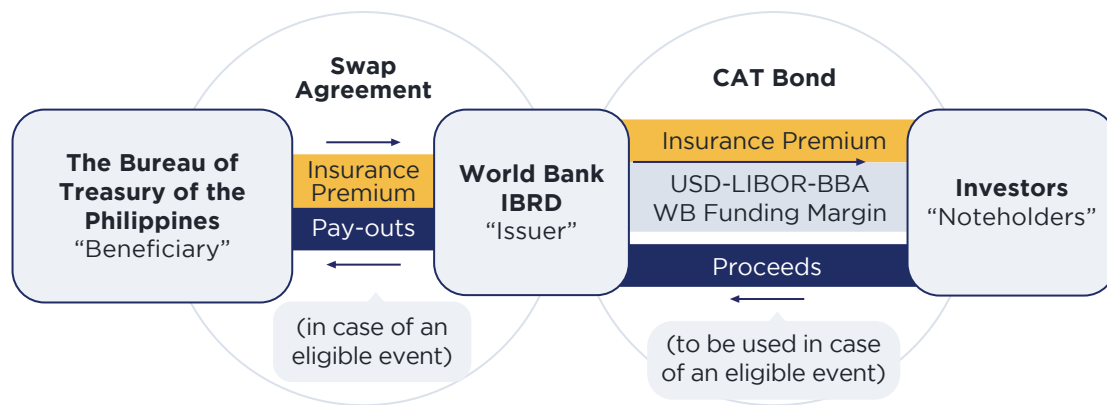 Swap
Agreement
CAT Bond
The Bureau of
Treasury of the
Philippines
“Beneficiary”
Insurance
Premium
Pay-outs
World Bank
IBRD
“Issuer”
Insurance Premium
USD-LIBOR-BBA
WB Funding Margin
Proceeds
Investors
“Noteholders”
(in case of an
eligible event)
(to be used in case
of an eligible event)